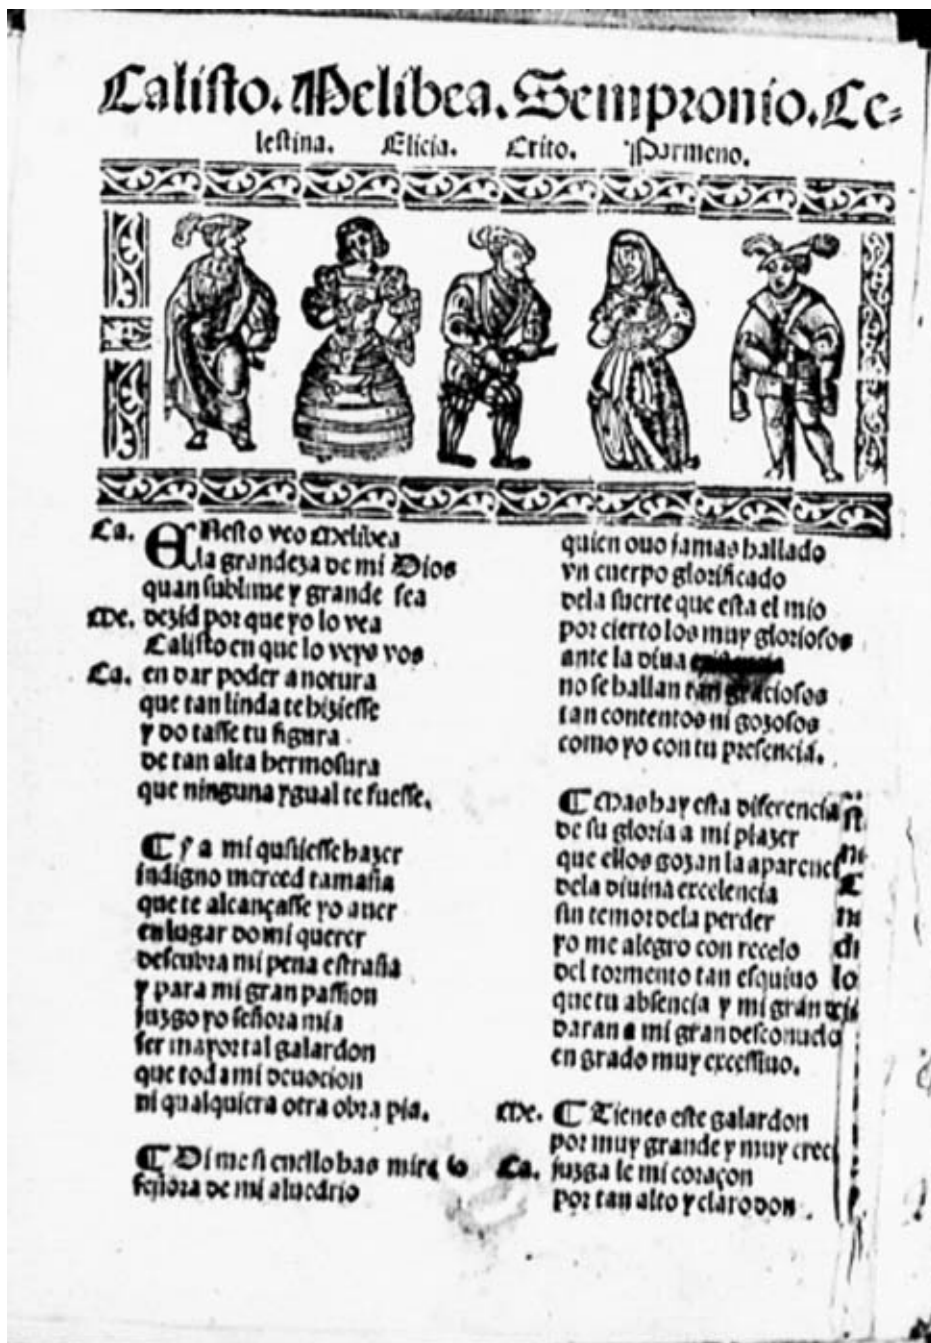 Calisto. Melibea. Sempronio. Ce-
lestina. Elicia. Crito. Parmeno.
Ca. EN esto veo Melibea
la grandeza de mi Dios
quan sublime y grande sea
Me. dezid por que yo lo vea
Calisto en que lo veys vos
Ca. en dar poder a notura
que tan linda te hiziesse
y dotasse tu figura
de tan alta hermosura
que ninguna ygual te fuesse.
¶ Y a mi quisiesse hazer
indigno merced tamaña
que te alcançasse yo auer
en lugar do mi querer
descubra mi pena estraña
y para mi gran passion
juzgo yo señora mia
ser mayor tal galardon
que toda mi deuocion
ni qualquiera otra obra pia.
¶ Di me si en ello has
señora de mi aluedrio
quien ouo jamas hallado
vn cuerpo glorificado
dela suerte que esta el mio
por cierto los muy gloriosos
ante la diua
no se hallan tan graciosos
tan contentos ni gozosos
como yo con tu presencia.
¶ Mas hay esta diferencia
de su gloria a mi plazer
que ellos gozan la
dela diuina excelencia
sin temor dela perder
yo me alegro con recelo
del tormento tan esquiuo
que tu absencia y mi gran
daran a mi gran desconuelo
en grado muy excessiuo.
Me. ¶ Tienes este galardon
por muy grande y muy
Ca. juzga le mi coraçon
por tan alto y claro don